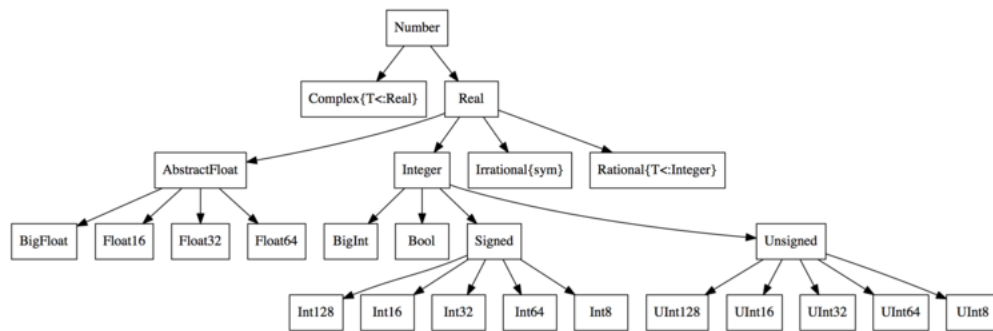 Number
Complex{T<:Real}
Real
AbstractFloat
Integer
Irrational{sym}
Rational{T<:Integer}
BigFloat
Float16
Float32
Float64
BigInt
Bool
Signed
Unsigned
Int128
Int16
Int32
Int64
Int8
UInt128
UInt16
UInt32
UInt64
UInt8